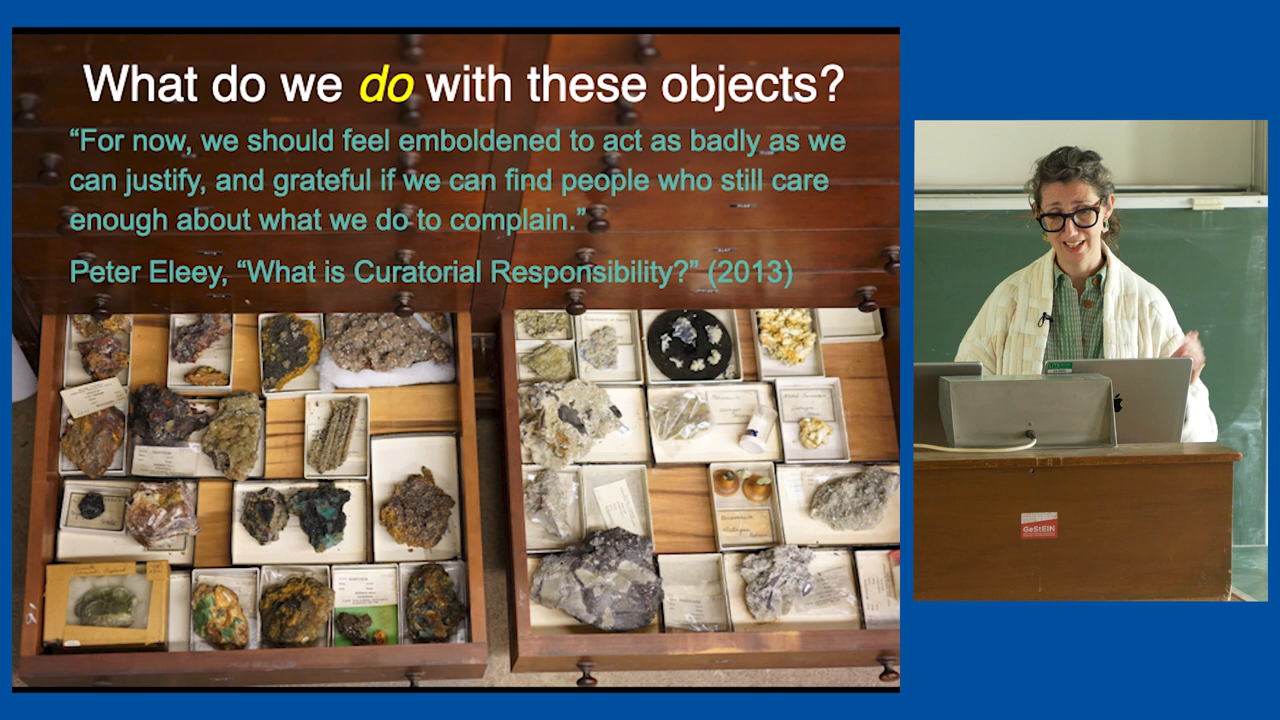 What do we do with these objects?
“For now, we should feel emboldened to act as badly as we
can justify, and grateful if we can find people who still care
enough about what we do to complain.”
Peter Eleey, “What is Curatorial Responsibility?” (2013)
GeStEIN